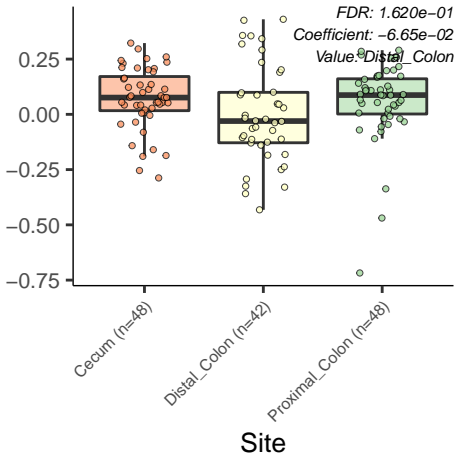 FDR: 1.620e−01
Coefficient: −6.65e−02
Value: Distal_Colon
0.25
0.00
−0.25
−0.50
−0.75
Cecum (n=48)
Distal_Colon (n=42)
Proximal_Colon (n=48)
Site